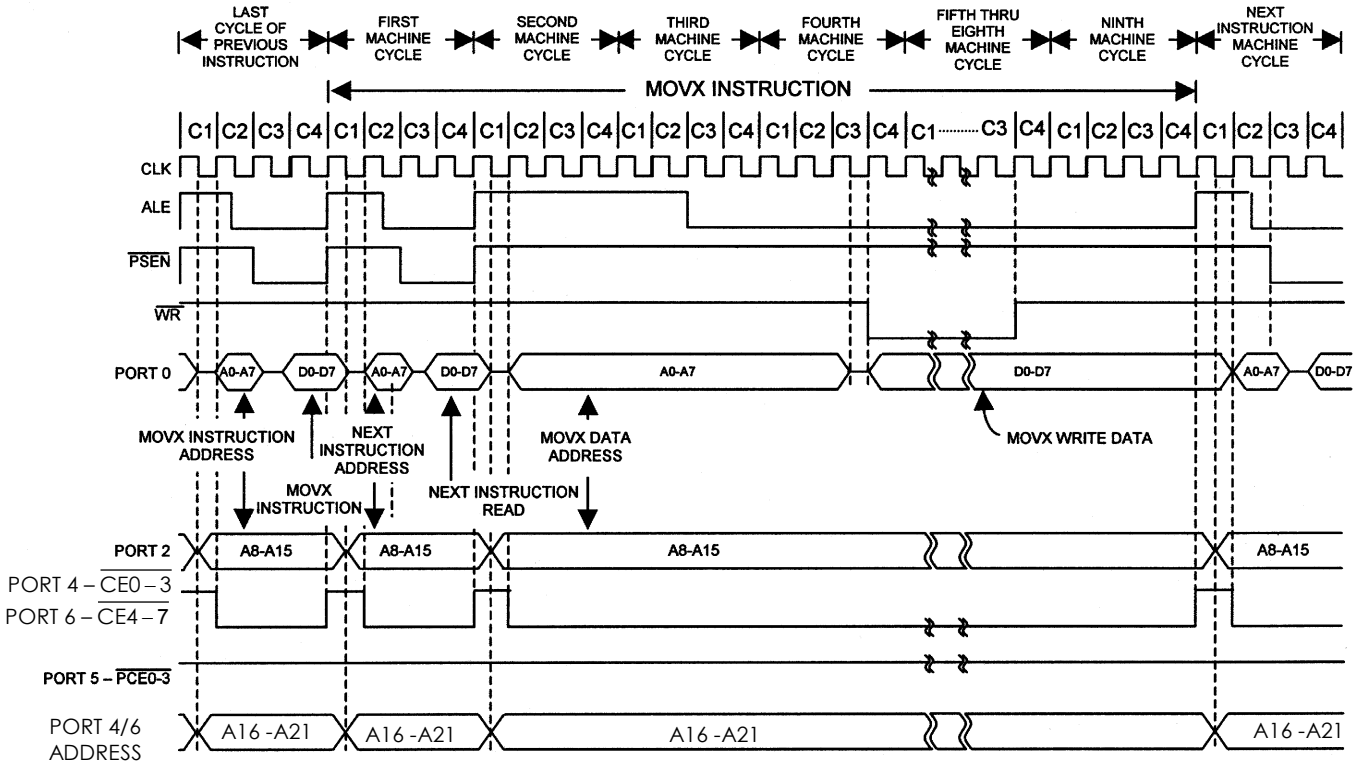 LAST
CYCLE OF
PREVIOUS
INSTRUCTION
FIRST
MACHINE
CYCLE
SECOND
MACHINE
CYCLE
THIRD
MACHINE
CYCLE
FOURTH
MACHINE
CYCLE
FIFTH THRU
EIGHTH
MACHINE
CYCLE
NINTH
MACHINE
CYCLE
NEXT
INSTRUCTION
MACHINE
CYCLE
MOVX INSTRUCTION
C1 C2 C3 C4 C1 C2 C3 C4 C1 C2 C3 C4 C1 C2 C3 C4 C1 C2 C3 C4 C1 ......... C3 C4 C1 C2 C3 C4 C1 C2 C3 C4
CLK
ALE
PSEN
WR
PORT 0 A0-A7 D0-D7 A0-A7 D0-D7 A0-A7 D0-D7 A0-A7 D0-D7
MOVX INSTRUCTION
ADDRESS
NEXT
INSTRUCTION
ADDRESS
MOVX DATA
ADDRESS
MOVX WRITE DATA
MOVX
INSTRUCTION
NEXT INSTRUCTION
READ
PORT 2 A8-A15 A8-A15 A8-A15 A8-A15
PORT 4 – CE0 – 3
PORT 6 – CE4 – 7
PORT 5 – PCE0-3
PORT 4/6
ADDRESS
A16 -A21 A16 -A21 A16 -A21 A16 -A21